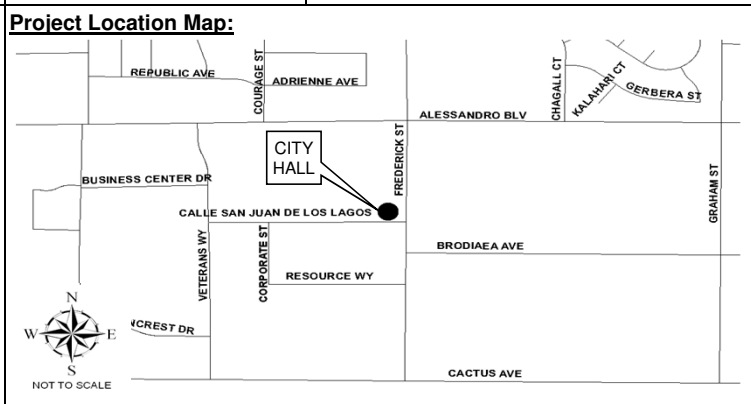 Project Location Map:
REPUBLIC AVE
COURAGE ST
ADRIENNE AVE
CHAGALL CT
KALAHARI CT
GERBERA ST
ALESSANDRO BLV
CITY
HALL
FREDERICK ST
GRAHAM ST
BUSINESS CENTER DR
CALLE SAN JUAN DE LOS LAGOS
VETERANS WY
CORPORATE ST
BRODIAEA AVE
RESOURCE WY
N
W
E
S
NCREST DR
NOT TO SCALE
CACTUS AVE